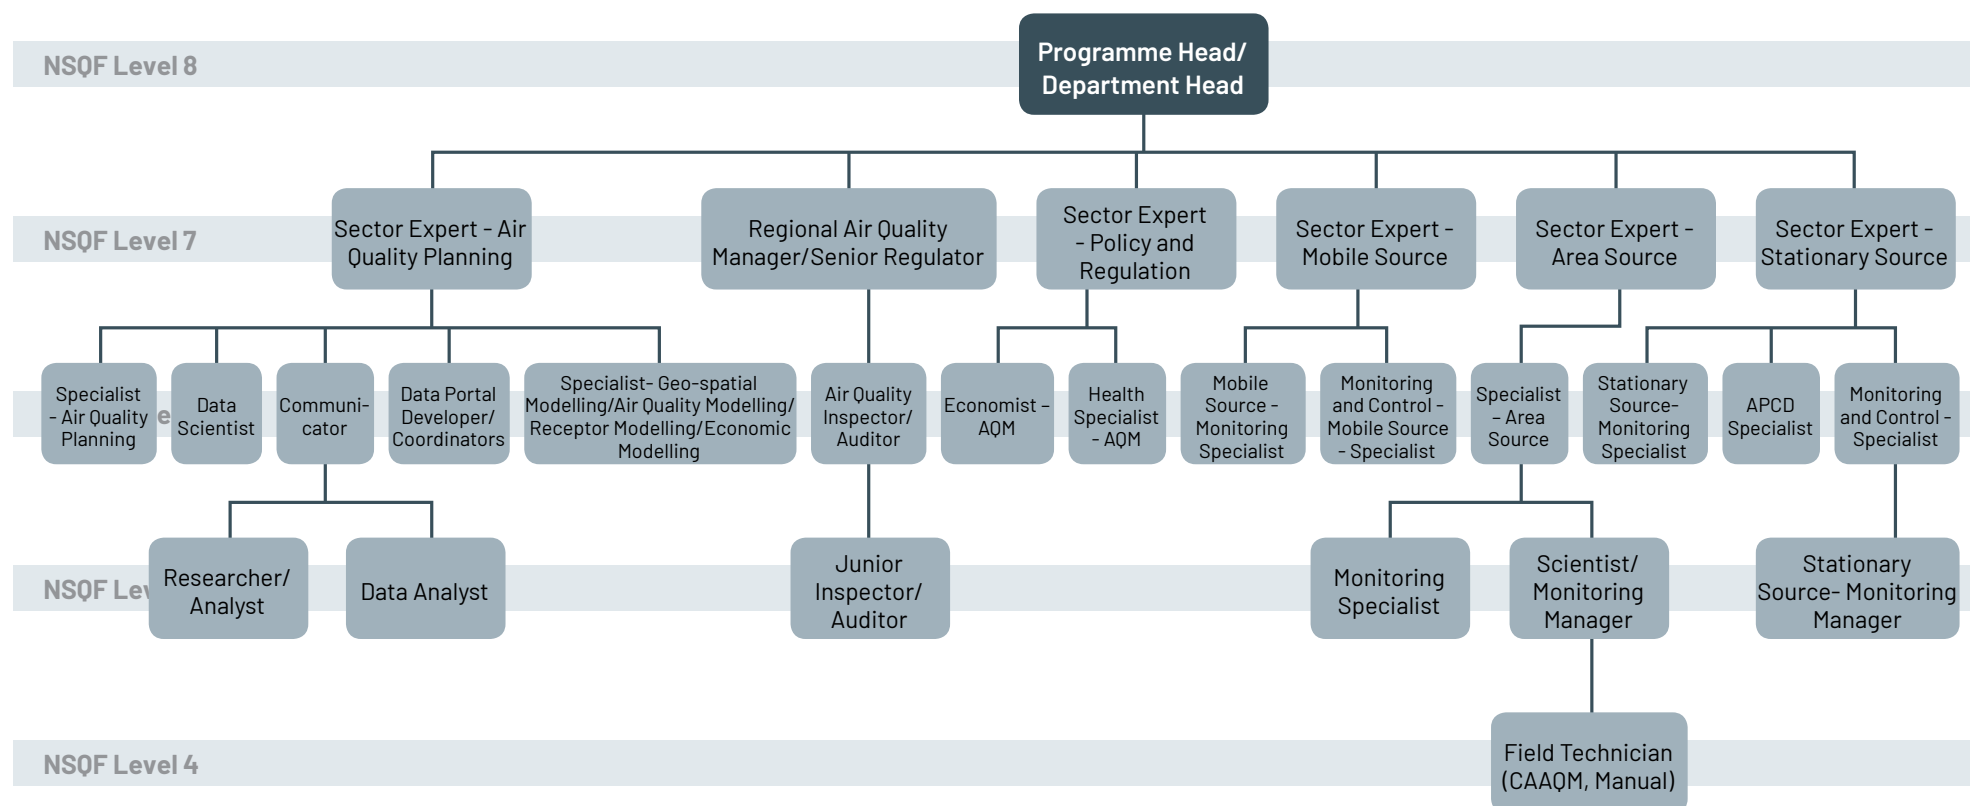 NSQF Level 8
Programme Head/
Department Head
NSQF Level 7
Sector Expert - Air
Quality Planning
Regional Air Quality
Manager/Senior Regulator
Sector Expert
- Policy and
Regulation
Sector Expert -
Mobile Source
Sector Expert -
Area Source
Sector Expert -
Stationary Source
Specialist
- Air Quality
Planning
Data
Scientist
Communi-
cator
Data Portal
Developer/
Coordinators
Specialist- Geo-spatial
Modelling/Air Quality Modelling/
Receptor Modelling/Economic
Modelling
Air Quality
Inspector/
Auditor
Economist –
AQM
Health
Specialist
- AQM
Mobile
Source -
Monitoring
Specialist
Monitoring
and Control -
Mobile Source
- Specialist
Specialist
– Area
Source
Stationary
Source-
Monitoring
Specialist
APCD
Specialist
Monitoring
and Control -
Specialist
NSQF
Researcher/
Analyst
Data Analyst
Junior
Inspector/
Auditor
Monitoring
Specialist
Scientist/
Monitoring
Manager
Stationary
Source- Monitoring
Manager
NSQF Level 4
Field Technician
(CAAQM, Manual)